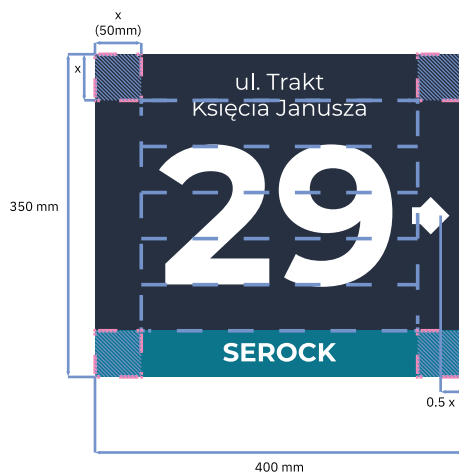 x
(50mm)
x
ul. Trakt
Księcia Janusza
350 mm
29
SEROCK
0.5 x
400 mm